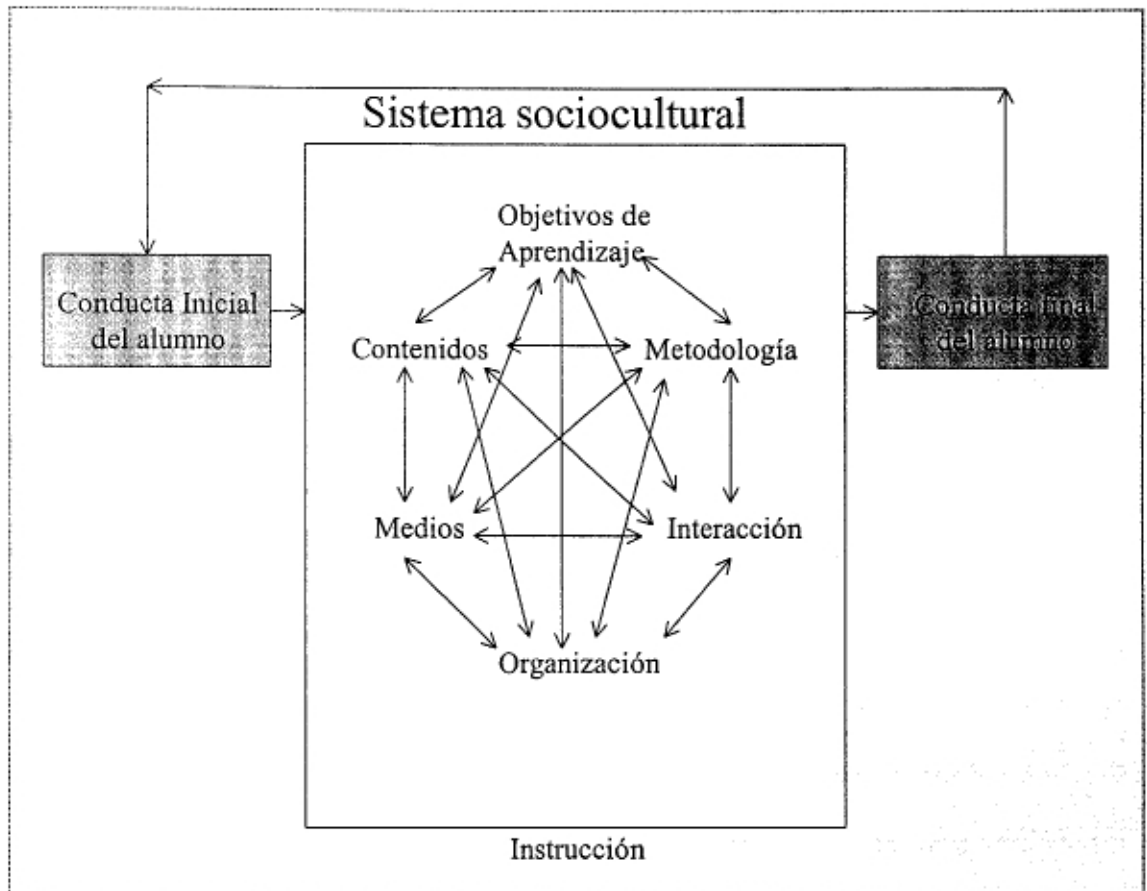 Sistema sociocultural
Objetivos de
Aprendizaje
Conducta Inicial
del alumno
Conducta final
del alumno
Contenidos
Metodología
Medios
Interacción
Organización
Instrucción